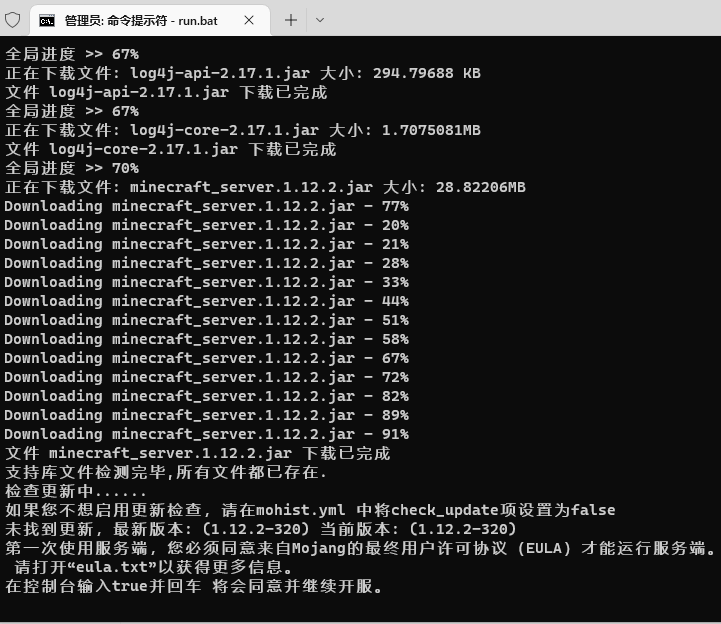 管理员: 命令提示符 - run.bat
全局进度 >> 67%
正在下载文件: log4j-api-2.17.1.jar 大小: 294.79688 KB
文件 log4j-api-2.17.1.jar 下载已完成
全局进度 >> 67%
正在下载文件: log4j-core-2.17.1.jar 大小: 1.7075081MB
文件 log4j-core-2.17.1.jar 下载已完成
全局进度 >> 70%
正在下载文件: minecraft_server.1.12.2.jar 大小: 28.82206MB
Downloading minecraft_server.1.12.2.jar - 77%
Downloading minecraft_server.1.12.2.jar - 20%
Downloading minecraft_server.1.12.2.jar - 21%
Downloading minecraft_server.1.12.2.jar - 28%
Downloading minecraft_server.1.12.2.jar - 33%
Downloading minecraft_server.1.12.2.jar - 44%
Downloading minecraft_server.1.12.2.jar - 51%
Downloading minecraft_server.1.12.2.jar - 58%
Downloading minecraft_server.1.12.2.jar - 67%
Downloading minecraft_server.1.12.2.jar - 72%
Downloading minecraft_server.1.12.2.jar - 82%
Downloading minecraft_server.1.12.2.jar - 89%
Downloading minecraft_server.1.12.2.jar - 91%
文件 minecraft_server.1.12.2.jar 下载已完成
支持库文件检测完毕,所有文件都已存在.
检查更新中......
如果您不想启用更新检查，请在mohist.yml 中将check_update项设置为false
未找到更新，最新版本：(1.12.2-320) 当前版本：(1.12.2-320)
第一次使用服务端，您必须同意来自Mojang的最终用户许可协议（EULA）才能运行服务端。
请打开“eula.txt”以获得更多信息。
在控制台输入true并回车 将会同意并继续开服。